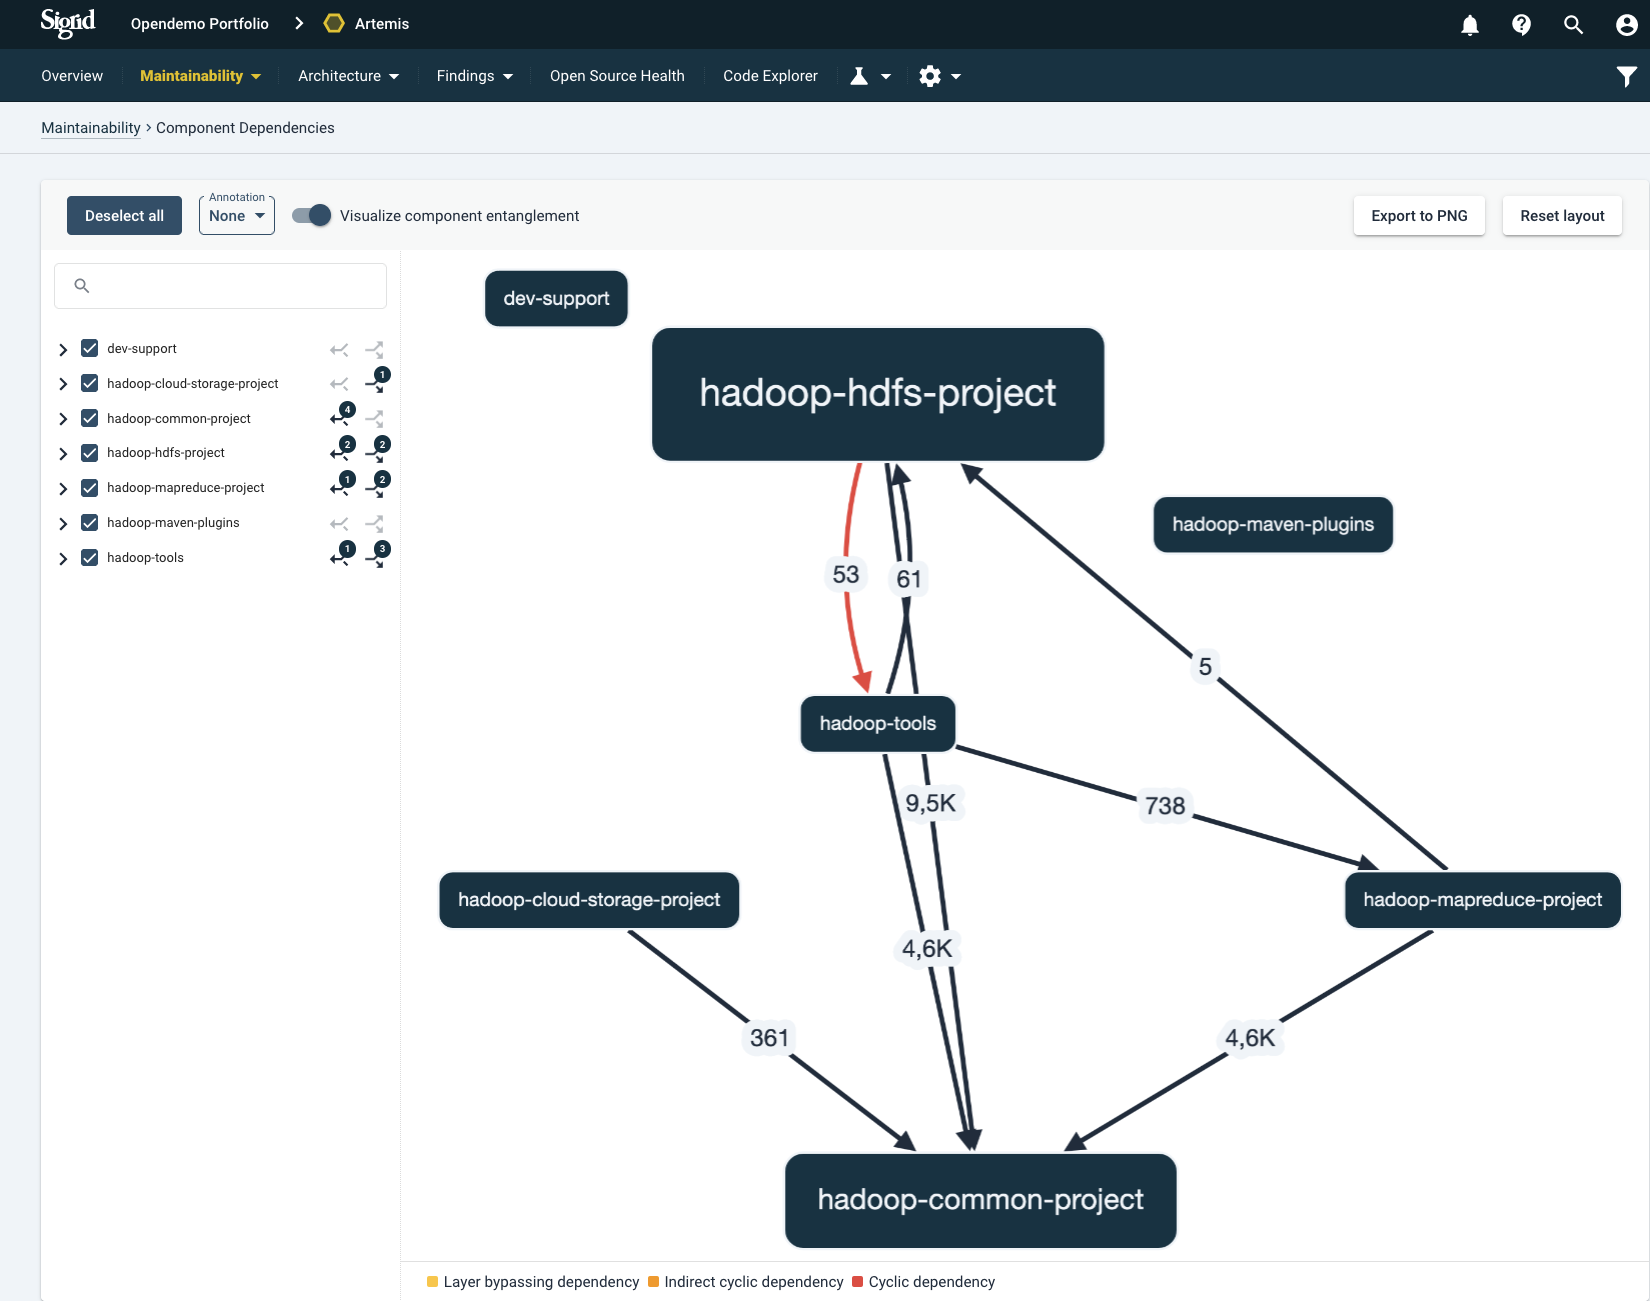 Sigrid
Opendemo Portfolio
Artemis
Overview
Maintainability
Architecture
Findings
Open Source Health
Code Explorer
Maintainability > Component Dependencies
Deselect all
Annotation
None
Visualize component entanglement
Export to PNG
Reset layout
dev-support
hadoop-cloud-storage-project 1
hadoop-common-project 4
hadoop-hdfs-project 2 2
hadoop-mapreduce-project 1 2
hadoop-maven-plugins
hadoop-tools 1 3
dev-support
hadoop-hdfs-project
hadoop-maven-plugins
53
61
5
hadoop-tools
9,5K
738
hadoop-cloud-storage-project
hadoop-mapreduce-project
4,6K
361
4,6K
hadoop-common-project
Layer bypassing dependency
Indirect cyclic dependency
Cyclic dependency